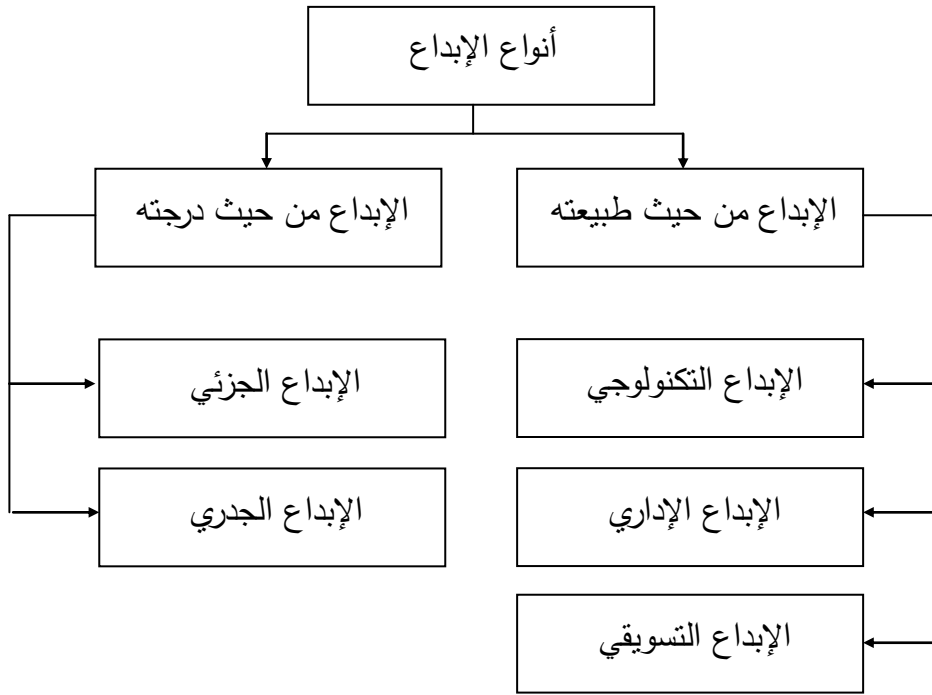 أنواع الإبداع
الإبداع من حيث طبيعته
الإبداع من حيث درجته
الإبداع التكنولوجي
الإبداع الجزئي
الإبداع الإداري
الإبداع الجدري
الإبداع التسويقي